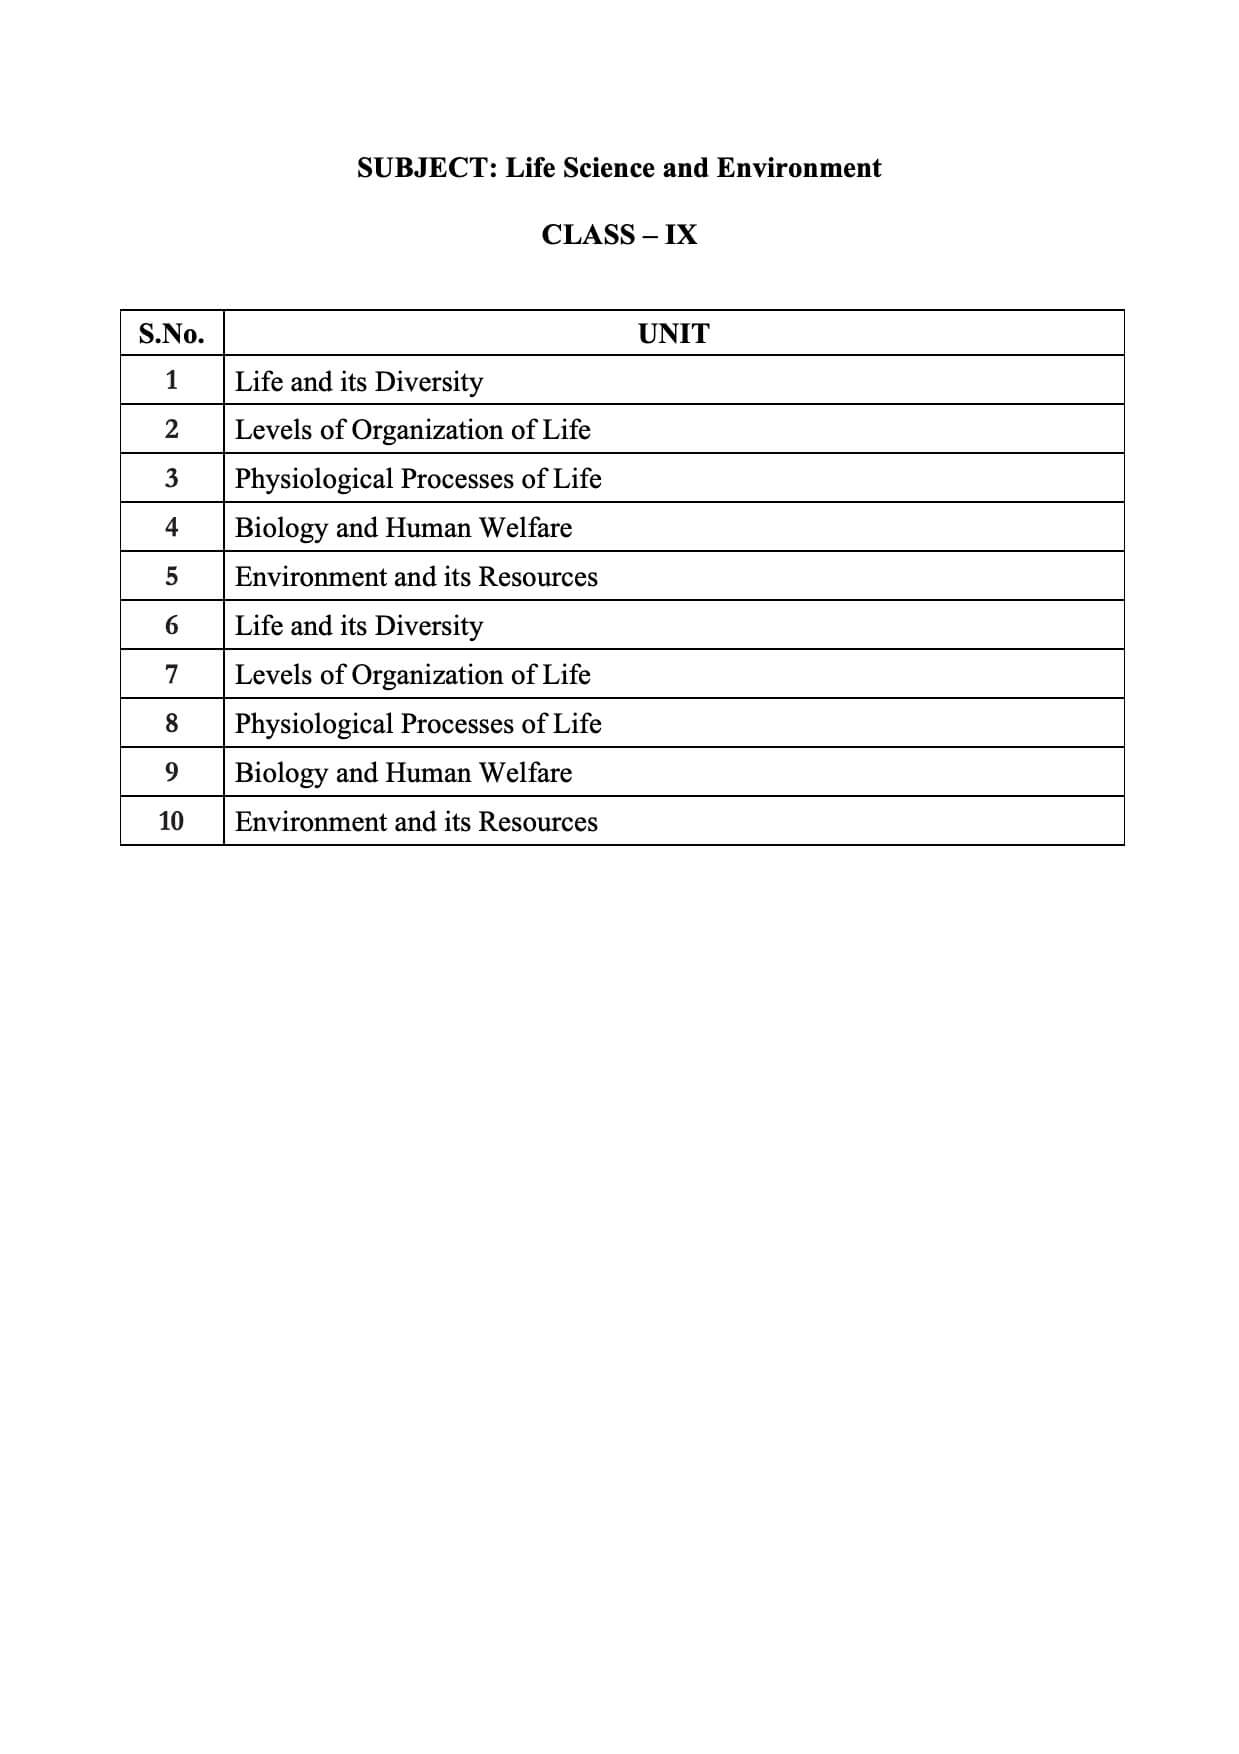 SUBJECT: Life Science and Environment
CLASS – IX
S.No. UNIT
1 Life and its Diversity
2 Levels of Organization of Life
3 Physiological Processes of Life
4 Biology and Human Welfare
5 Environment and its Resources
6 Life and its Diversity
7 Levels of Organization of Life
8 Physiological Processes of Life
9 Biology and Human Welfare
10 Environment and its Resources